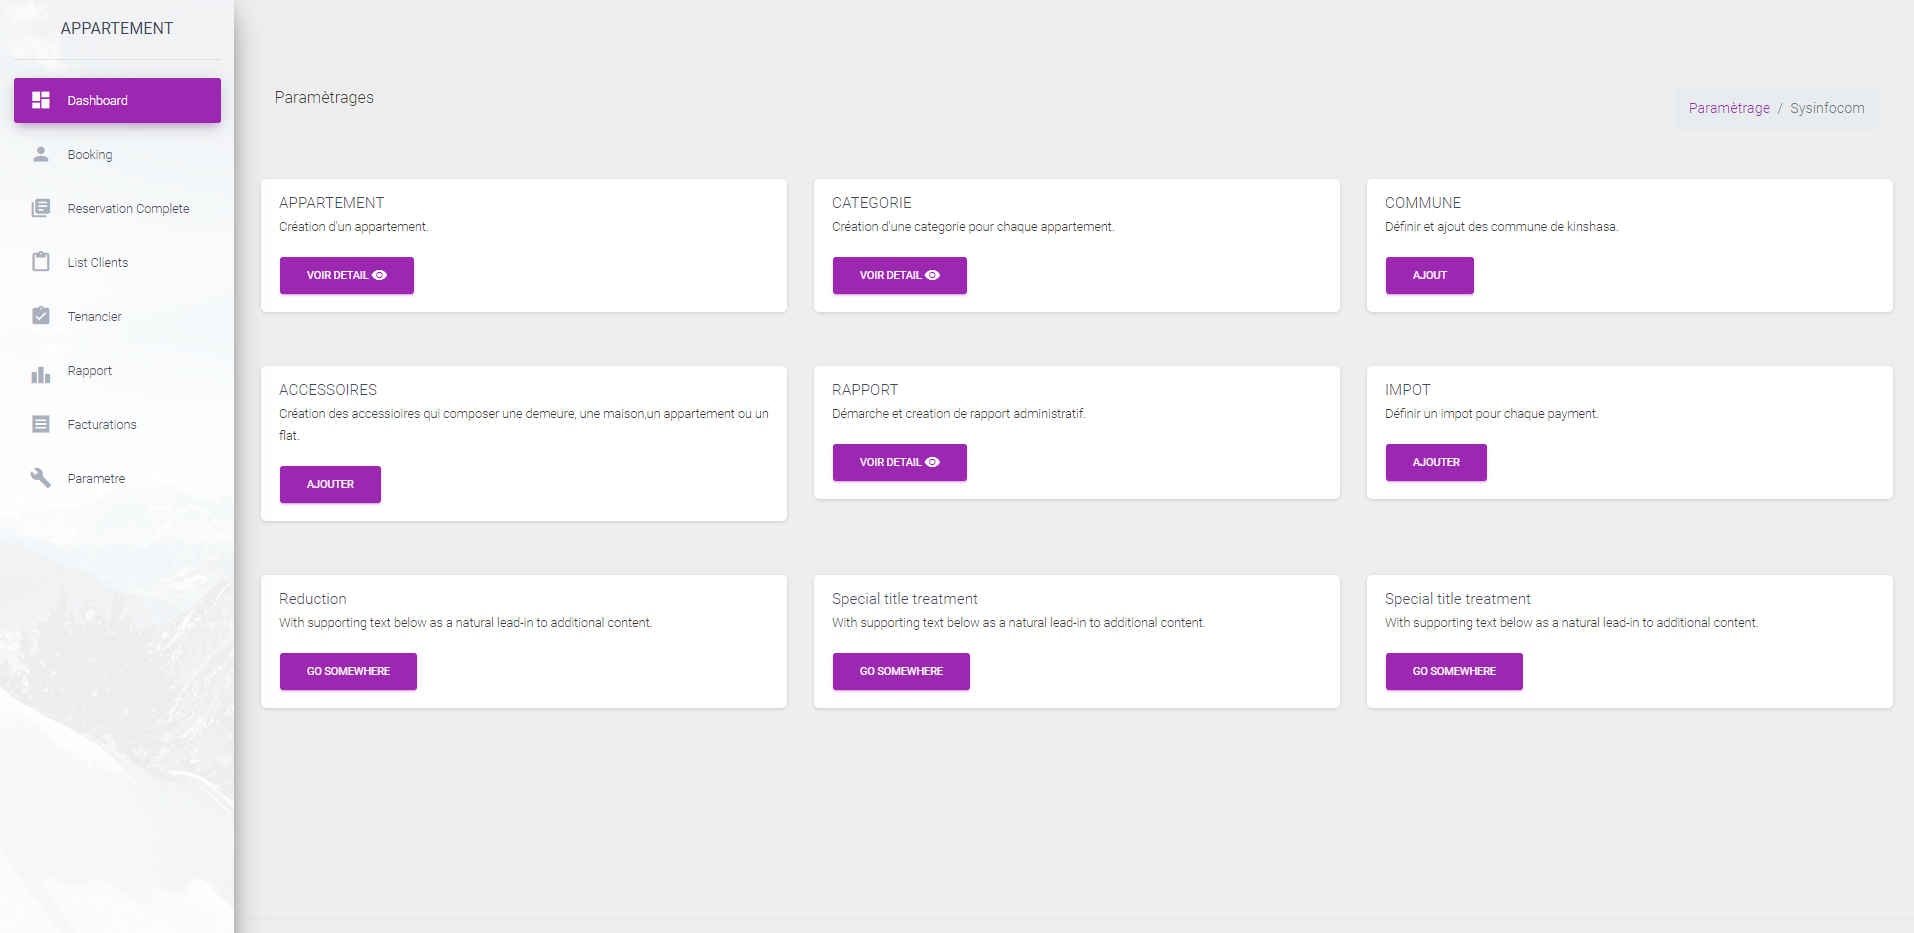 APPARTEMENT
Dashboard
Booking
Reservation Complete
List Clients
Tenancier
Rapport
Facturations
Parametre
Paramètrages
Paramètrage / Sysinfocom
APPARTEMENT
Création d'un appartement.
VOIR DETAIL
CATEGORIE
Création d'une categorie pour chaque appartement.
VOIR DETAIL
COMMUNE
Définir et ajout des commune de kinshasa.
AJOUT
ACCESSOIRES
Création des accessioires qui composer une demeure, une maison,un appartement ou un
flat.
AJOUTER
RAPPORT
Démarche et creation de rapport administratif.
VOIR DETAIL
IMPOT
Définir un impot pour chaque payment.
AJOUTER
Reduction
With supporting text below as a natural lead-in to additional content.
GO SOMEWHERE
Special title treatment
With supporting text below as a natural lead-in to additional content.
GO SOMEWHERE
Special title treatment
With supporting text below as a natural lead-in to additional content.
GO SOMEWHERE